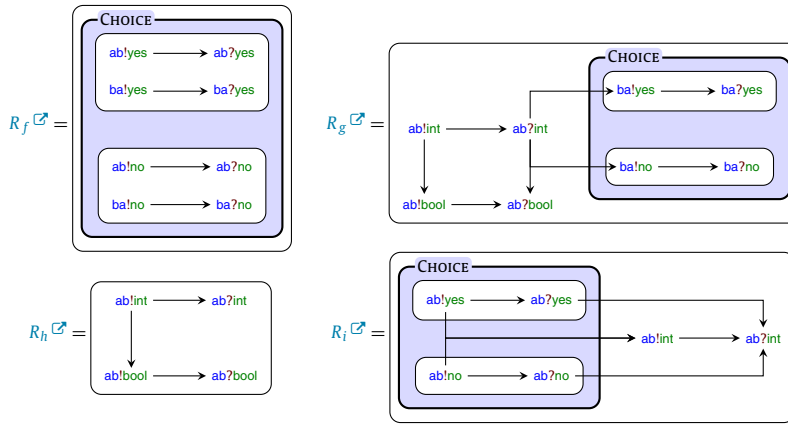 CHOICE
ab!yes ab?yes
ba!yes ba?yes
R_f =
ab!no ab?no
ba!no ba?no
CHOICE
ba!yes ba?yes
R_g = ab!int ab?int
ba!no ba?no
ab!bool ab?bool
ab!int ab?int
R_h =
ab!bool ab?bool
CHOICE
ab!yes ab?yes
R_i = ab!int ab?int
ab!no ab?no